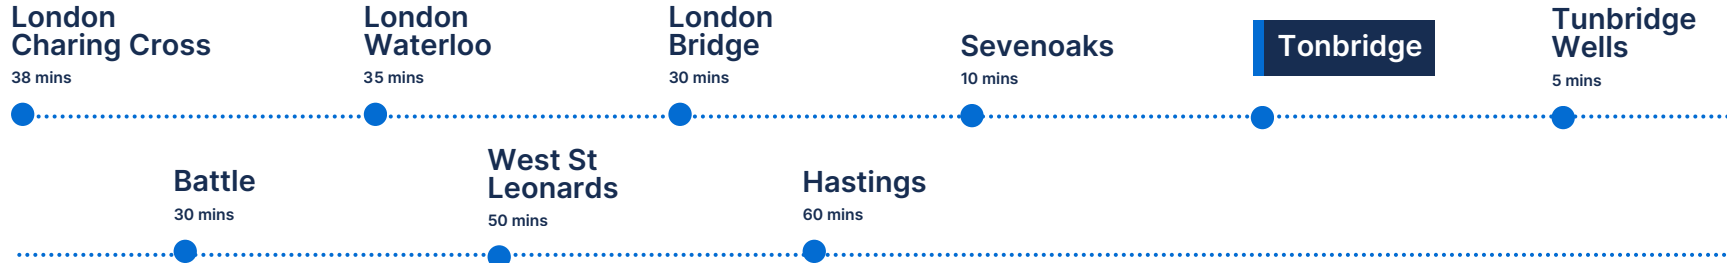 London
Charing Cross
38 mins
London
Waterloo
35 mins
London
Bridge
30 mins
Sevenoaks
10 mins
Tonbridge
Tunbridge
Wells
5 mins
Battle
30 mins
West St
Leonards
50 mins
Hastings
60 mins